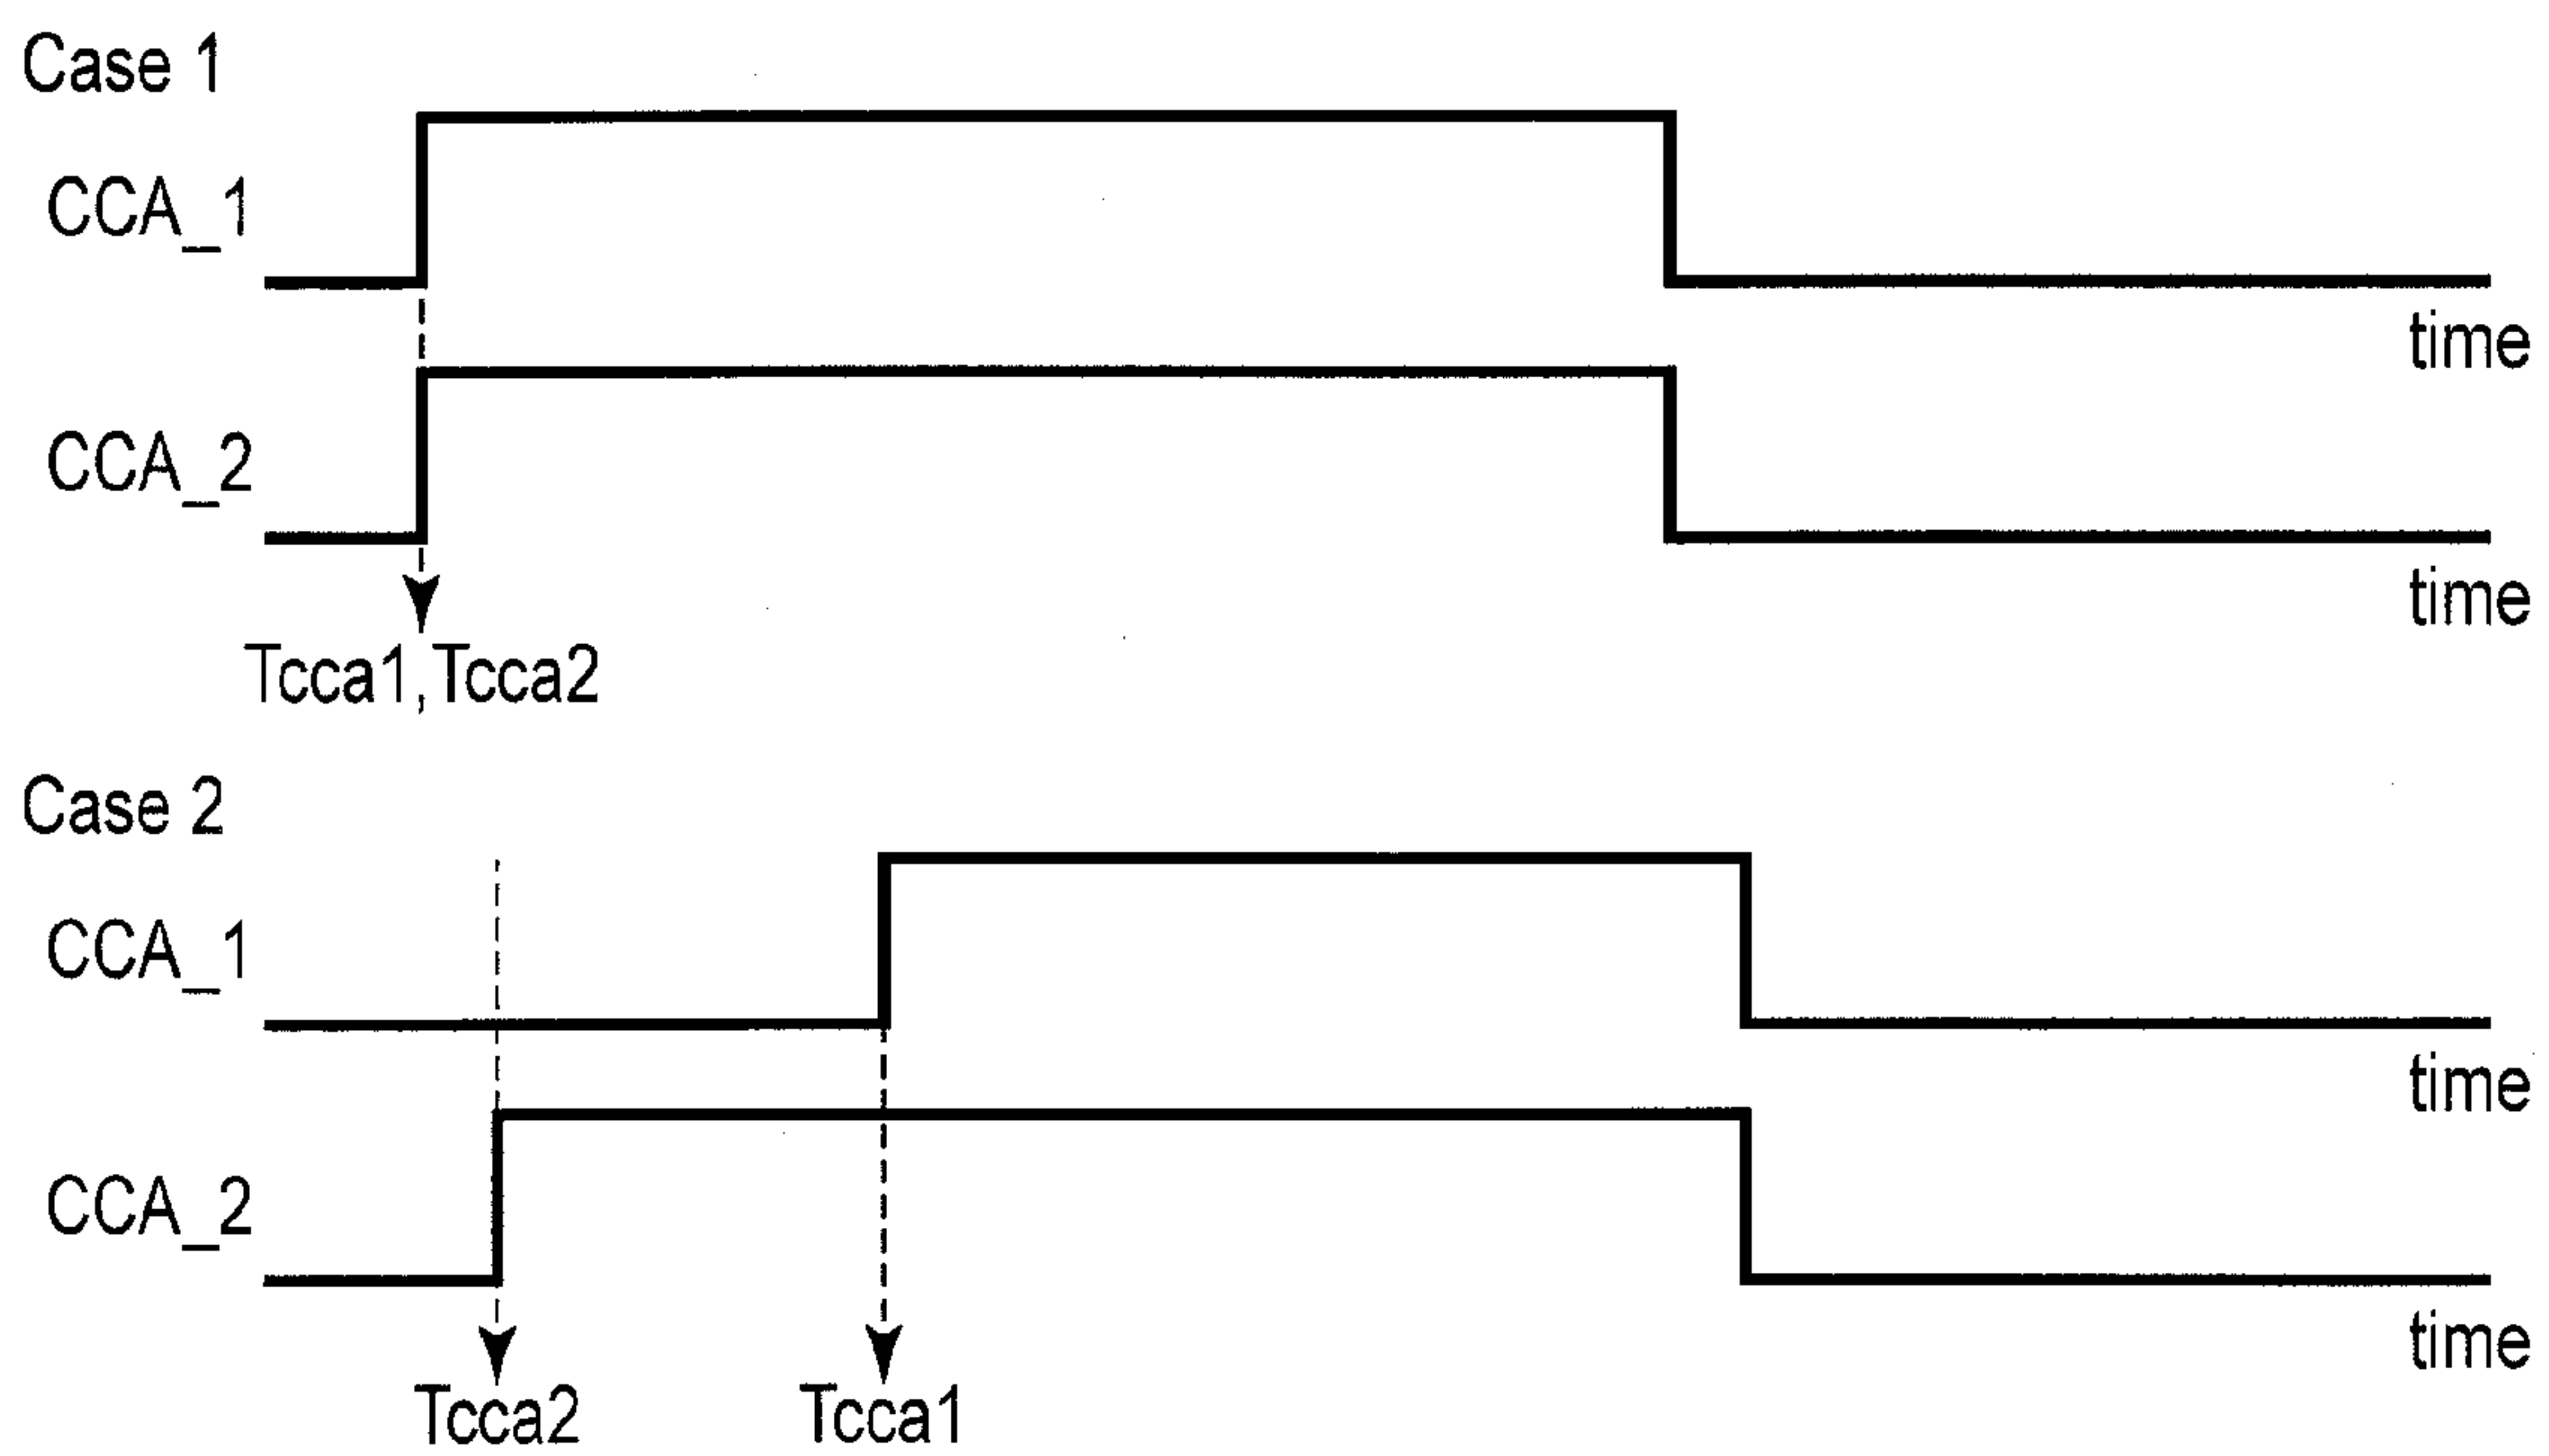 Case 1
CCA_1
time
CCA_2
time
Tcca1,Tcca2
Case 2
CCA_1
time
CCA_2
time
Tcca2 Tcca1